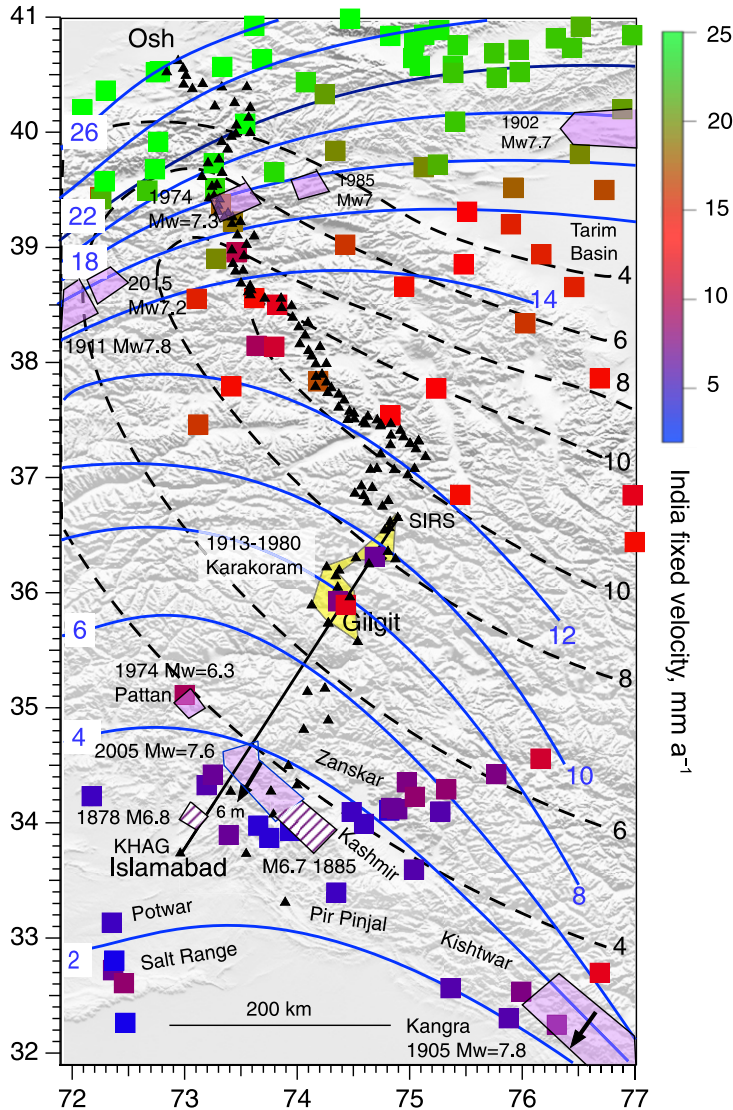 41
Osh
25
40
26
1902
Mw7.7
20
1985
Mw7
1974
Mw=7.3
22
Tarim
Basin
39
18
4
15
2015
Mw7.2
14
6
1911 Mw7.8
38
8
10
10
5
37
SIRS
1913-1980
Karakoram
10
36
Gilgit
12
6
8
1974 Mw=6.3
Pattan
35
4
2005 Mw=7.6
Zanskar
10
6 m
1878 M6.8
6
34
KHAG
Islamabad
Kashmir
M6.7 1885
8
Potwar
Pir Pinjal
33
4
2
Salt Range
Kishtwar
200 km
Kangra
1905 Mw=7.8
32
72
73
74
75
76
77
India fixed velocity, mm a⁻¹